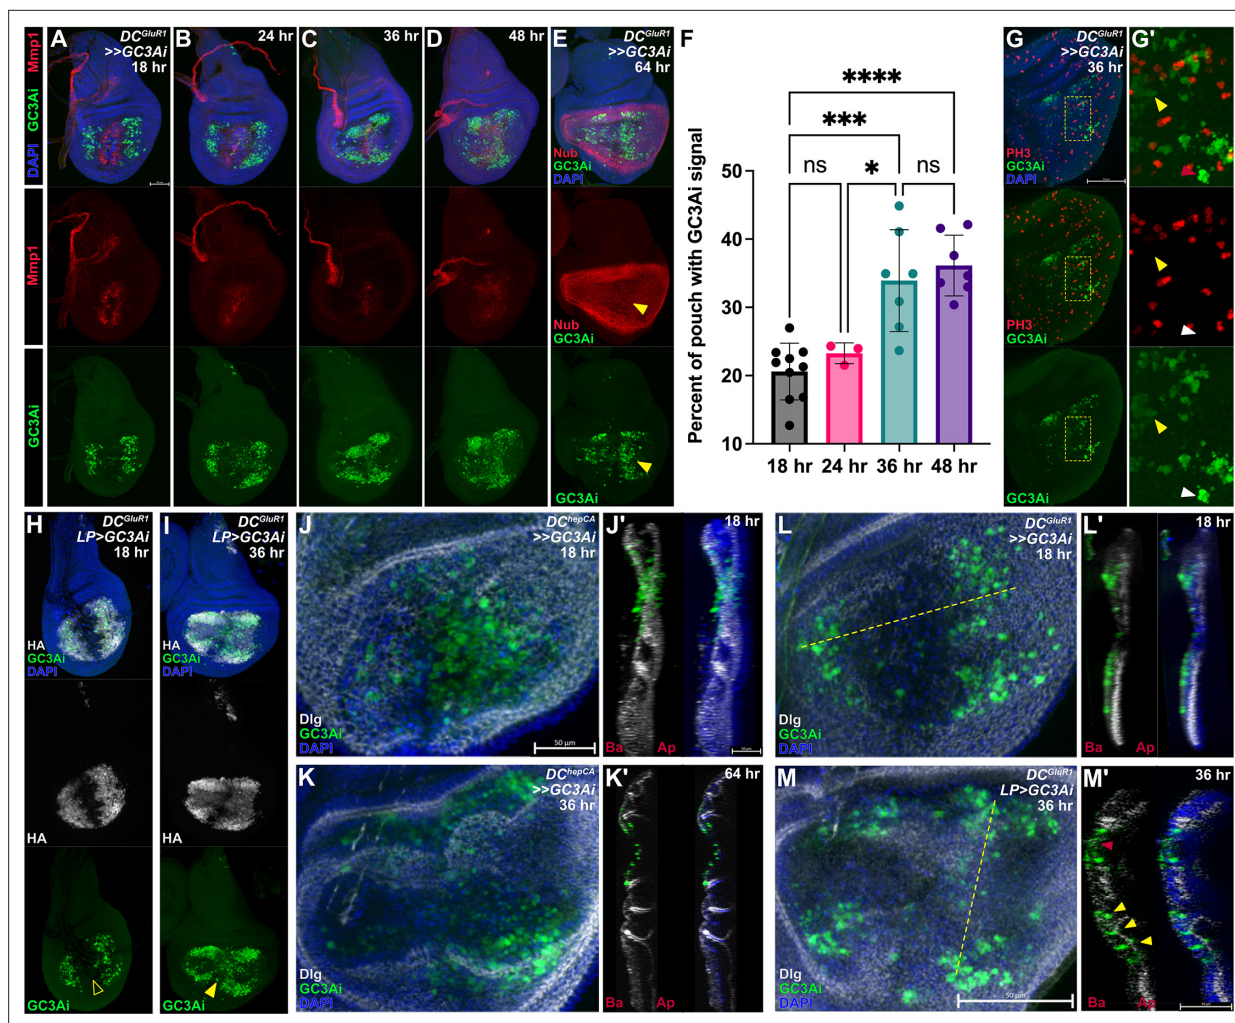 A
DC^GluR1
>>GC3Ai
18 hr
B
24 hr
C
36 hr
D
48 hr
E
DC^GluR1
>>GC3Ai
64 hr
DAPI GC3Ai Mmp1
Nub
GC3Ai
DAPI
Mmp1
Nub
GC3Ai
GC3Ai
GC3Ai
F
Percent of pouch with GC3Ai signal
****
***
ns
*
ns
50
40
30
20
10
18 hr
24 hr
36 hr
48 hr
G
DC^GluR1
>>GC3Ai
36 hr
G'
PH3
GC3Ai
DAPI
PH3
GC3Ai
GC3Ai
H
DC^GluR1
LP>GC3Ai
18 hr
HA
GC3Ai
DAPI
HA
GC3Ai
I
DC^GluR1
LP>GC3Ai
36 hr
HA
GC3Ai
DAPI
HA
GC3Ai
J
DC^hepCA
>>GC3Ai
18 hr
Dlg
GC3Ai
DAPI
50 µm
J'
18 hr
Ba
Ap
L
DC^GluR1
>>GC3Ai
18 hr
Dlg
GC3Ai
DAPI
L'
18 hr
Ba
Ap
K
DC^hepCA
>>GC3Ai
36 hr
Dlg
GC3Ai
DAPI
K'
64 hr
Ba
Ap
M
DC^GluR1
LP>GC3Ai
36 hr
Dlg
GC3Ai
DAPI
50 µm
M'
36 hr
Ba
Ap